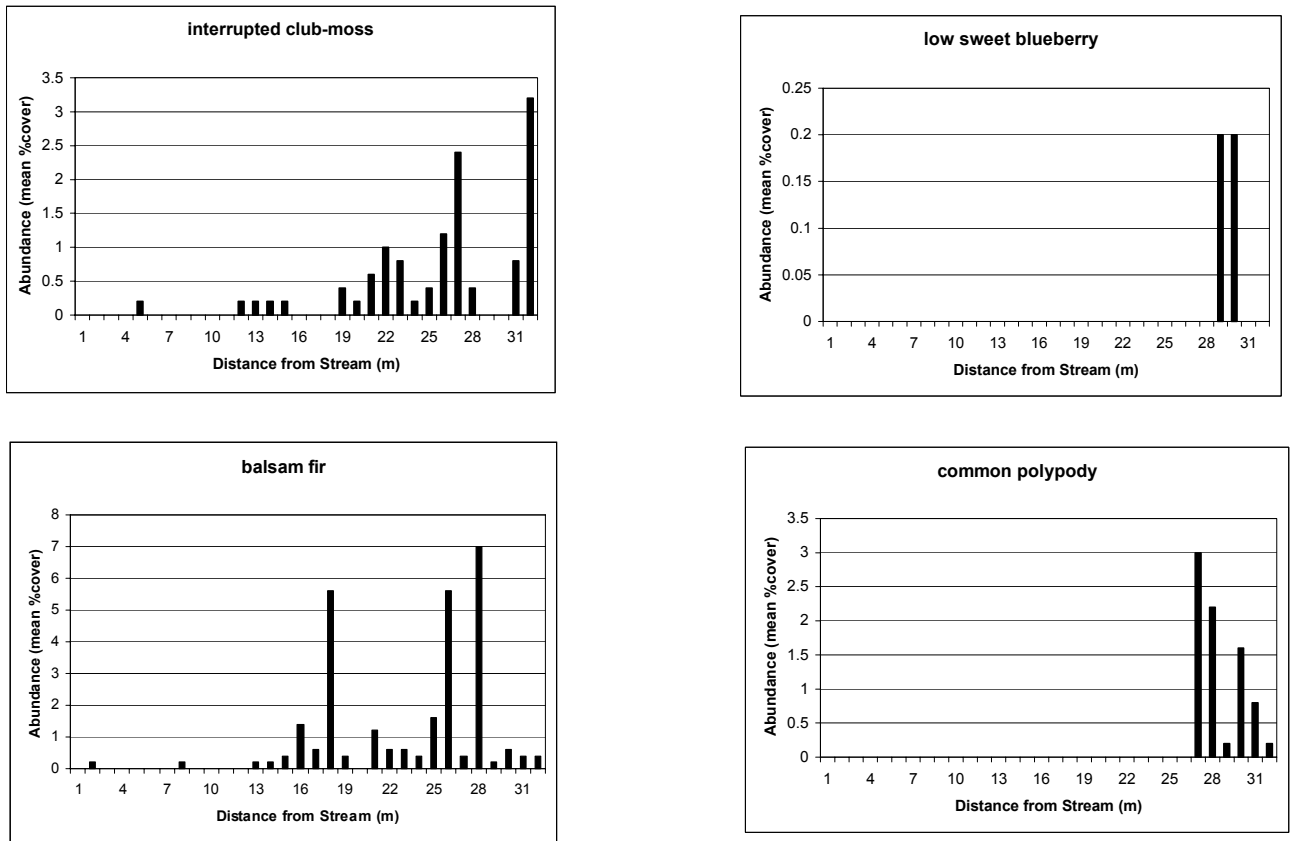 interrupted club-moss
Abundance (mean %cover)
3.5
3
2.5
2
1.5
1
0.5
0
1 4 7 10 13 16 19 22 25 28 31
Distance from Stream (m)
low sweet blueberry
Abundance (mean %cover)
0.25
0.2
0.15
0.1
0.05
0
1 4 7 10 13 16 19 22 25 28 31
Distance from Stream (m)
balsam fir
Abundance (mean %cover)
8
7
6
5
4
3
2
1
0
1 4 7 10 13 16 19 22 25 28 31
Distance from Stream (m)
common polypody
Abundance (mean %cover)
3.5
3
2.5
2
1.5
1
0.5
0
1 4 7 10 13 16 19 22 25 28 31
Distance from Stream (m)